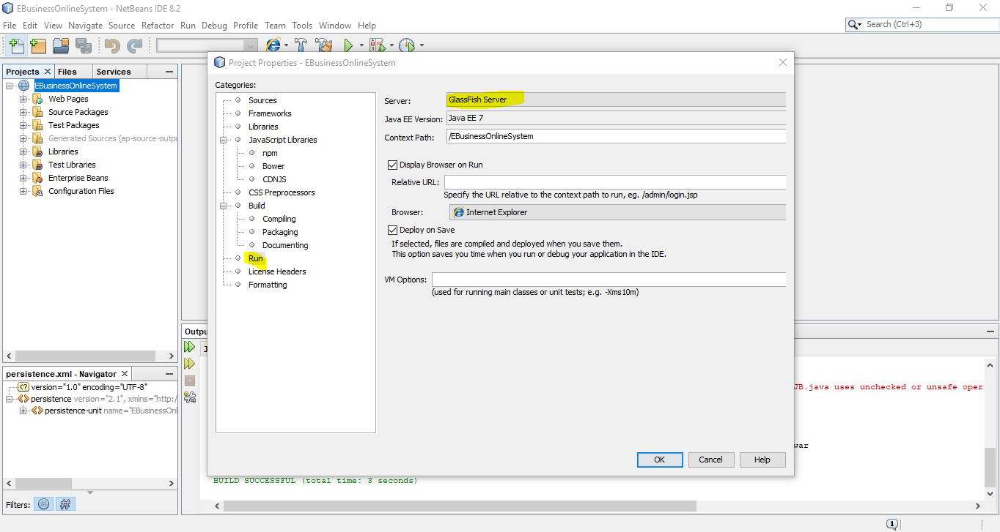 EBusinessOnlineSystem - NetBeans IDE 8.2
File Edit View Navigate Source Refactor Run Debug Profile Team Tools Window Help
Search (Ctrl+3)
Projects
Files
Services
EBusinessOnlineSystem
Web Pages
Source Packages
Test Packages
Generated Sources (ap-source-outpu
Libraries
Test Libraries
Enterprise Beans
Configuration Files
persistence.xml - Navigator
version="1.0" encoding="UTF-8"
persistence version="2.1", xmlns="http:/
persistence-unit name="EBusinessOnl
Filters:
Project Properties - EBusinessOnlineSystem
Categories:
Sources
Frameworks
Libraries
JavaScript Libraries
npm
Bower
CDNJS
CSS Preprocessors
Build
Compiling
Packaging
Documenting
Run
License Headers
Formatting
Server: GlassFish Server
Java EE Version: Java EE 7
Context Path: /EBusinessOnlineSystem
Display Browser on Run
Relative URL:
Specify the URL relative to the context path to run, eg. /admin/login.jsp
Browser: Internet Explorer
Deploy on Save
If selected, files are compiled and deployed when you save them.
This option saves you time when you run or debug your application in the IDE.
VM Options:
(used for running main classes or unit tests; e.g. -Xms10m)
OK Cancel Help
Outpu
JB.java uses unchecked or unsafe oper
war
BUILD SUCCESSFUL (total time: 3 seconds)
1